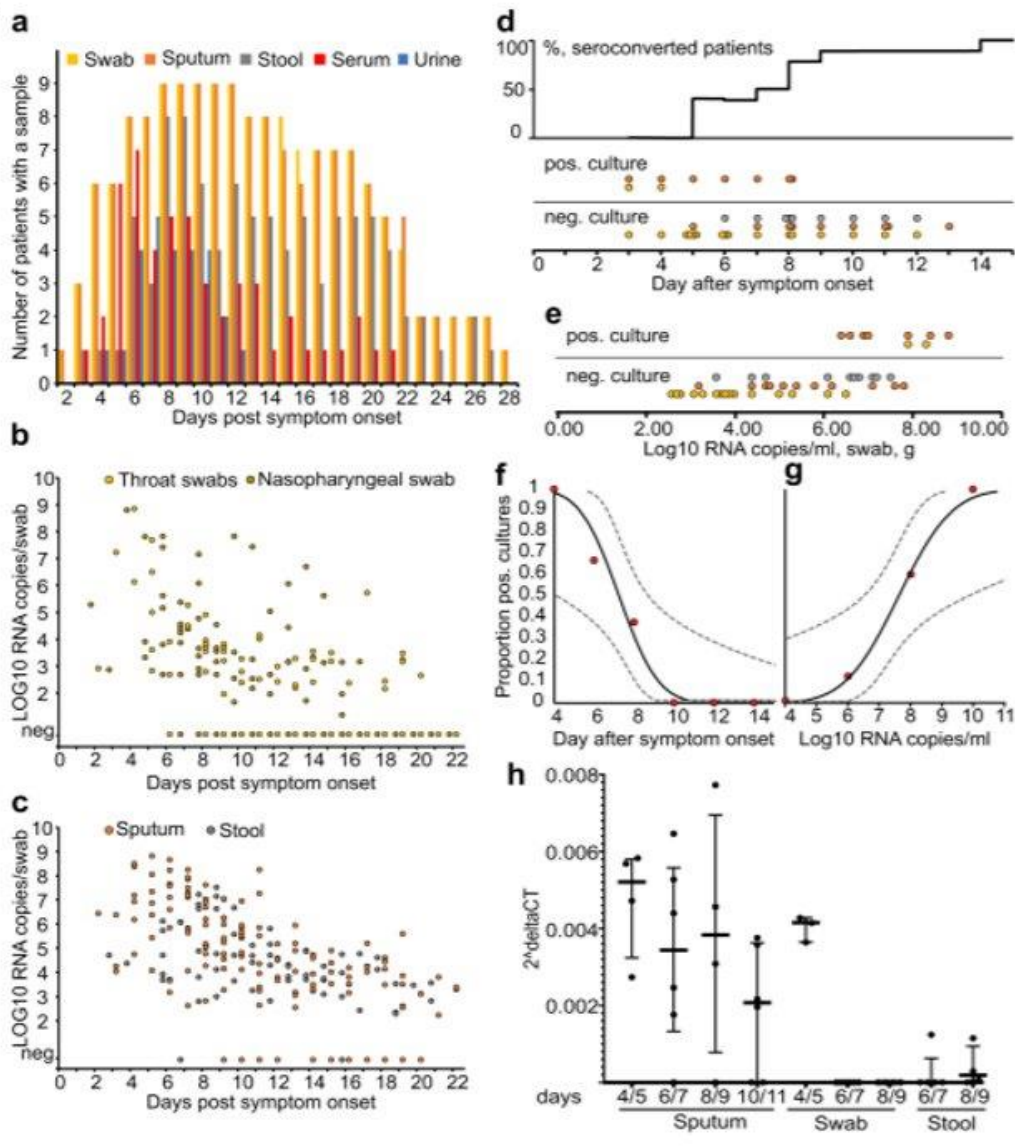 a
Swab Sputum Stool Serum Urine
Number of patients with a sample
9
8
7
6
5
4
3
2
1
0
2 4 6 8 10 12 14 16 18 20 22 24 26 28
Days post symptom onset
b
Throat swabs Nasopharyngeal swab
LOG10 RNA copies/swab
10
9
8
7
6
5
4
3
2
neg
0 2 4 6 8 10 12 14 16 18 20 22
Days post symptom onset
c
Sputum Stool
LOG10 RNA copies/swab
10
9
8
7
6
5
4
3
2
neg
0 2 4 6 8 10 12 14 16 18 20 22
Days post symptom onset
d
%, seroconverted patients
100
50
0
pos. culture
neg. culture
0 2 4 6 8 10 12 14
Day after symptom onset
e
pos. culture
neg. culture
0.00 2.00 4.00 6.00 8.00 10.00
Log10 RNA copies/ml, swab, g
f
Proportion pos. cultures
1
0.9
0.8
0.7
0.6
0.5
0.4
0.3
0.2
0.1
0
4 6 8 10 12 14
Day after symptom onset
g
4 5 6 7 8 9 10 11
Log10 RNA copies/ml
h
2^deltaCT
0.008
0.006
0.004
0.002
days 4/5 6/7 8/9 10/11 4/5 6/7 8/9 6/7 8/9
Sputum Swab Stool